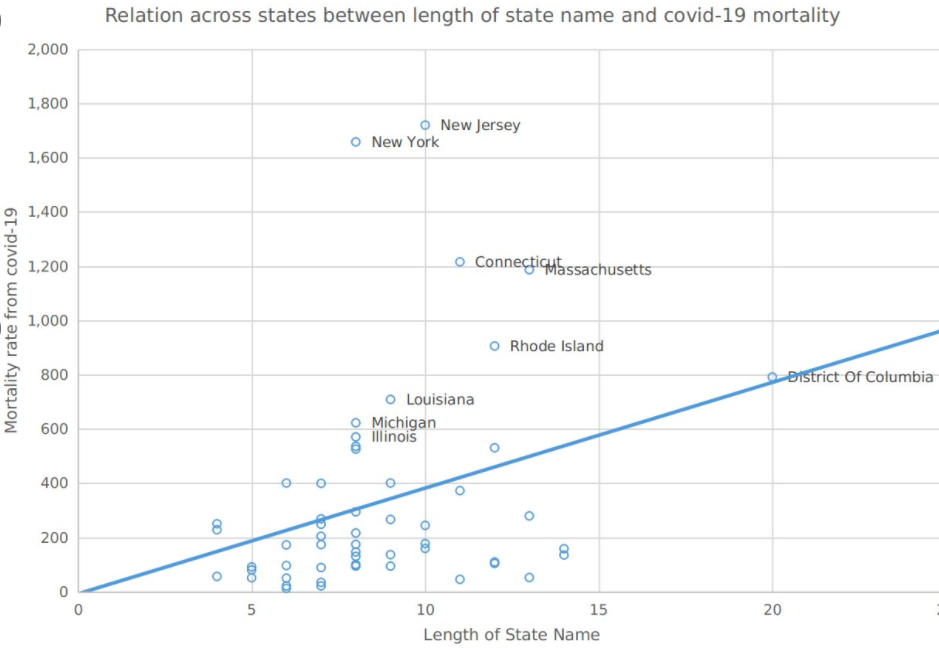 Relation across states between length of state name and covid-19 mortality
2,000
1,800
1,600
1,400
1,200
1,000
800
600
400
200
0
Mortality rate from covid-19
New Jersey
New York
Connecticut
Massachusetts
Rhode Island
District Of Columbia
Louisiana
Michigan
Illinois
0 5 10 15 20
Length of State Name